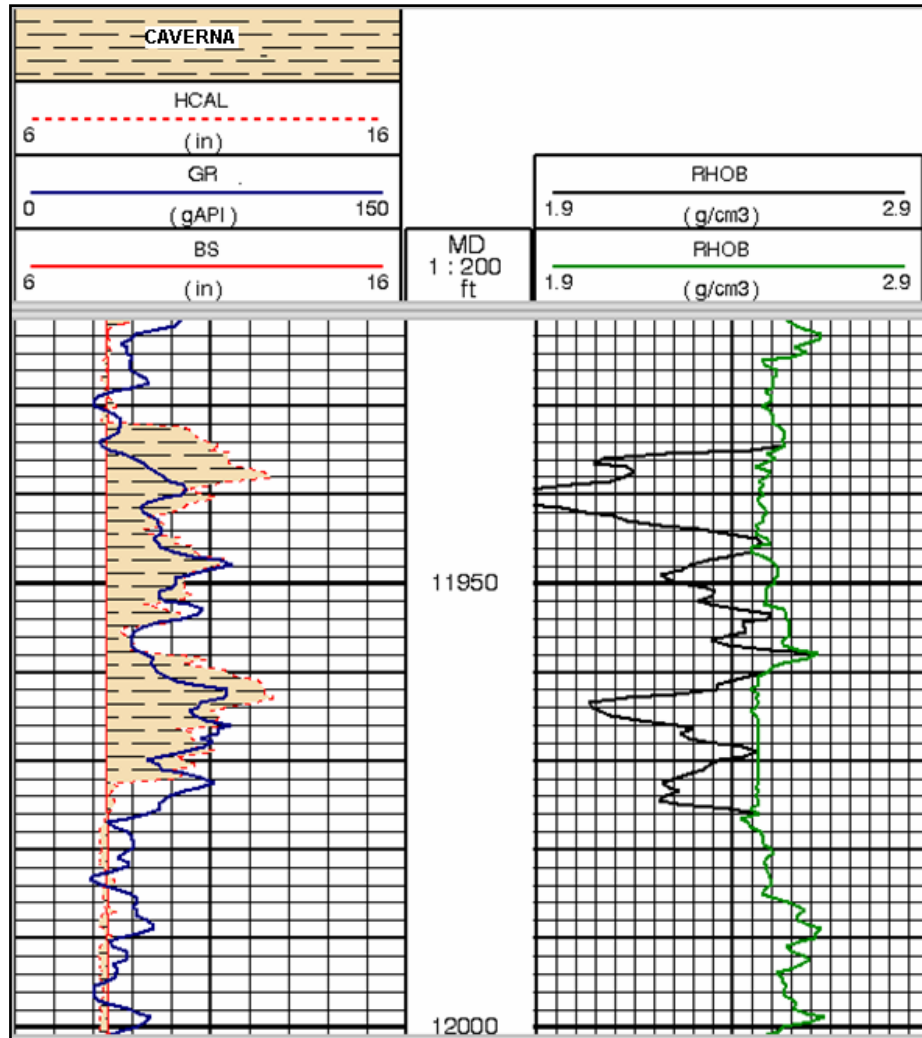 CAVERNA
HCAL
6 16
(in)
GR
0 150
(gAPI)
BS
6 16
(in)
MD
1 : 200
ft
RHOB
1.9 2.9
(g/cm3)
RHOB
1.9 2.9
(g/cm3)
11950
12000